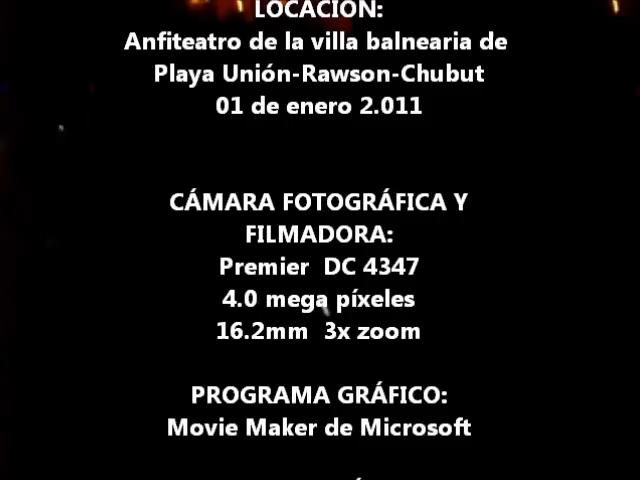 LOCACIÓN:
Anfiteatro de la villa balnearia de
Playa Unión-Rawson-Chubut
01 de enero 2.011
CÁMARA FOTOGRÁFICA Y
FILMADORA:
Premier DC 4347
4.0 mega píxeles
16.2mm 3x zoom
PROGRAMA GRÁFICO:
Movie Maker de Microsoft